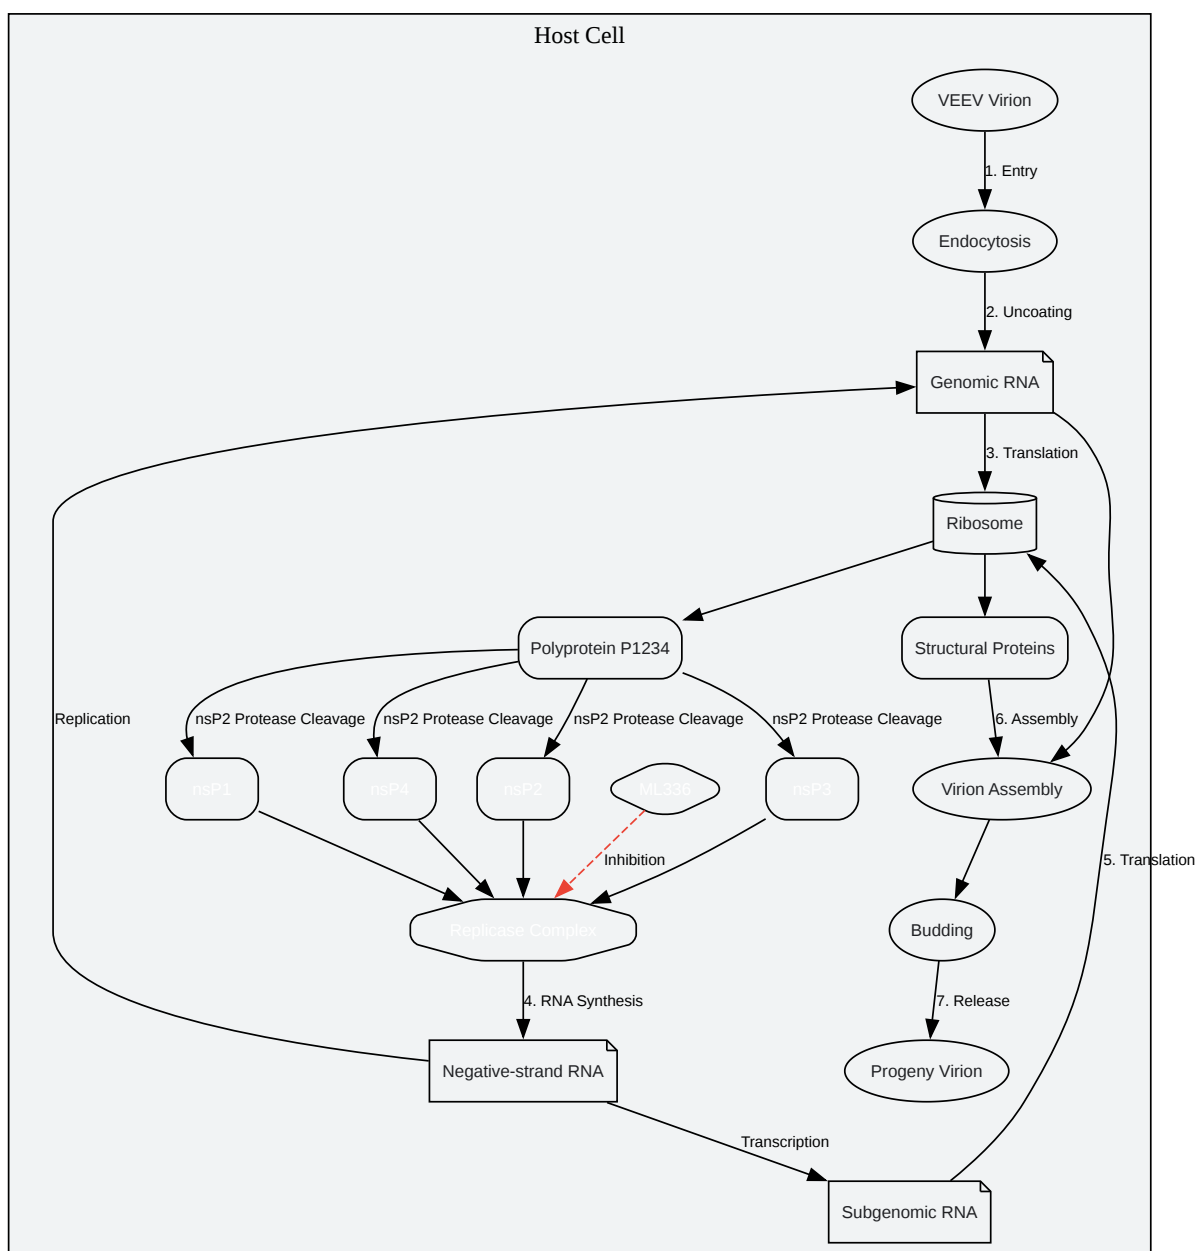 Host Cell
VEEV Virion
1. Entry
Endocytosis
2. Uncoating
Genomic RNA
3. Translation
Ribosome
Polyprotein P1234
Structural Proteins
Replication
nsP2 Protease Cleavage
nsP2 Protease Cleavage
nsP2 Protease Cleavage
nsP2 Protease Cleavage
6. Assembly
nsP1
nsP4
nsP2
ML336
nsP3
Virion Assembly
Inhibition
5. Translation
Replicase Complex
Budding
4. RNA Synthesis
7. Release
Negative-strand RNA
Progeny Virion
Transcription
Subgenomic RNA